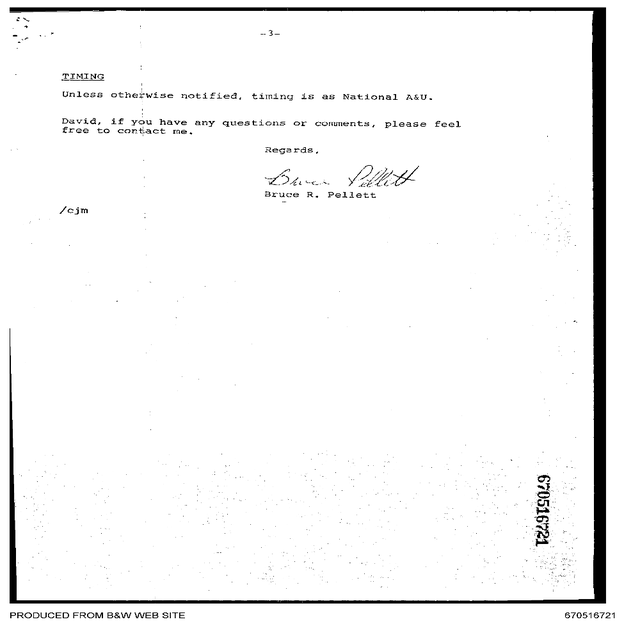 -3-
TIMING
Unless otherwise notified, timing is as National A&U.
David, if you have any questions or comments, please feel
free to contact me.
Regards,
Bruce Pellett
Bruce R. Pellett
/cjm
670516721
PRODUCED FROM B&W WEB SITE
670516721